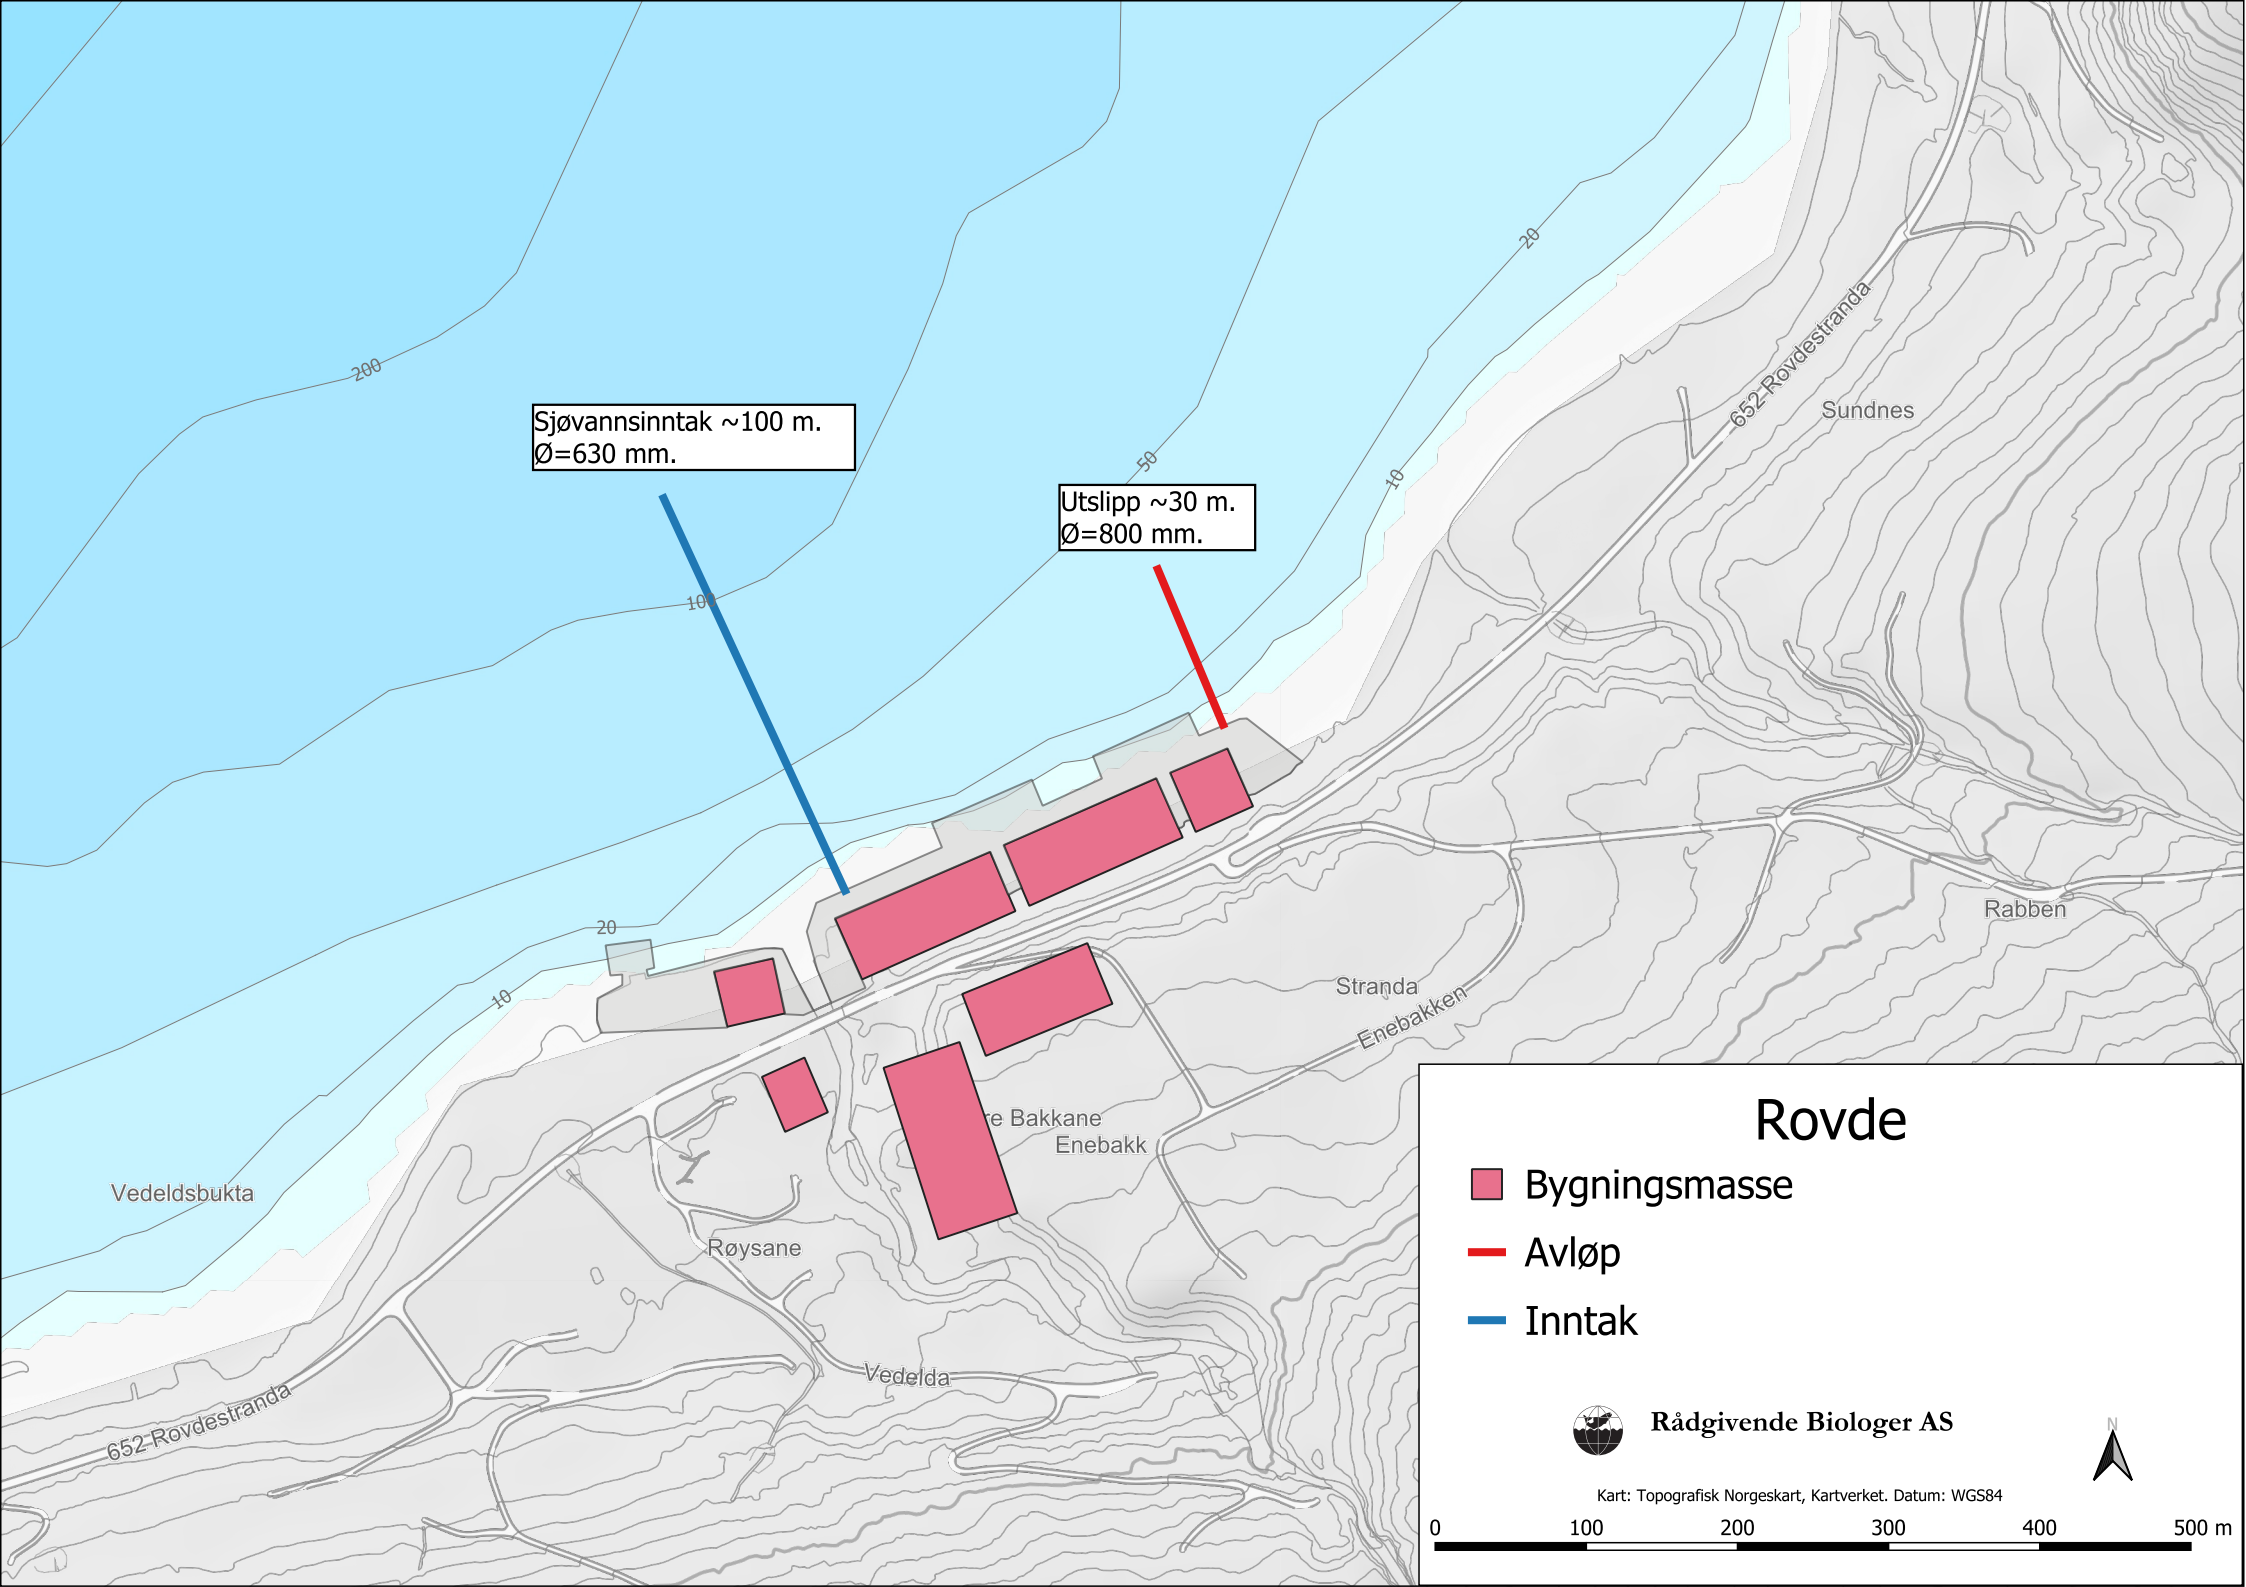 20
652 Rovdestranda
Sundnes
200
Sjøvannsinntak ~100 m.
Ø=630 mm.
50
10
Utslipp ~30 m.
Ø=800 mm.
100
Rabben
20
Stranda
10
Enebakken
re Bakkane
Enebakk
Vedeldsbukta
Røysane
Vedelda
652 Rovdestranda
Rovde
Bygningsmasse
Avløp
Inntak
Rådgivende Biologer AS
N
Kart: Topografisk Norgeskart, Kartverket. Datum: WGS84
0 100 200 300 400 500 m